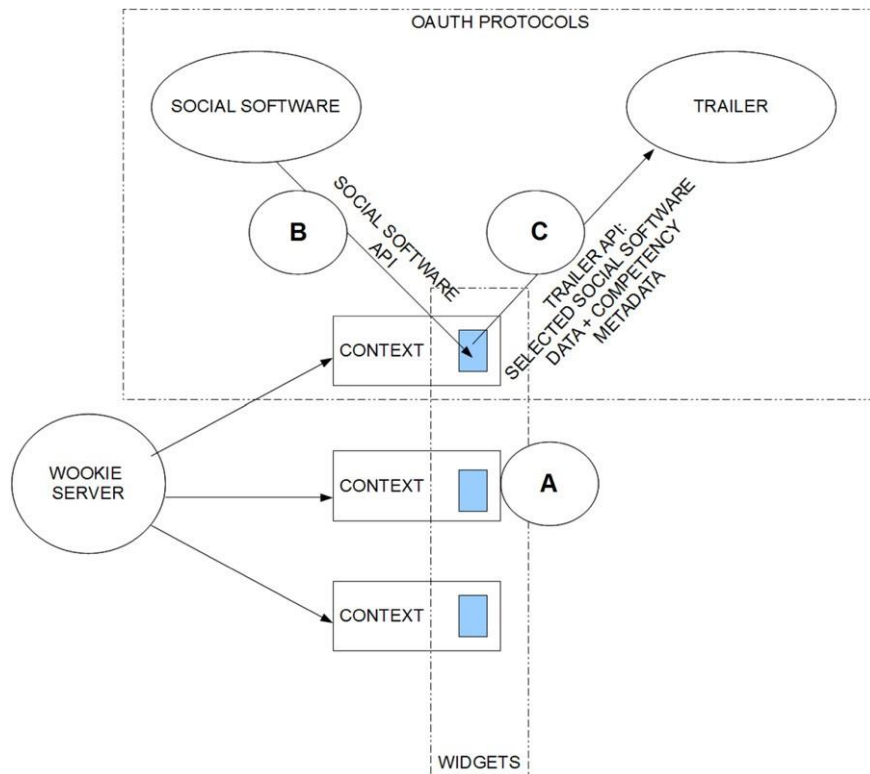 OAUTH PROTOCOLS
SOCIAL SOFTWARE
TRAILER
B
SOCIAL SOFTWARE
API
C
TRAILER API:
SELECTED SOCIAL SOFTWARE
DATA + COMPETENCY
METADATA
CONTEXT
WOOKIE
SERVER
CONTEXT
A
CONTEXT
WIDGETS